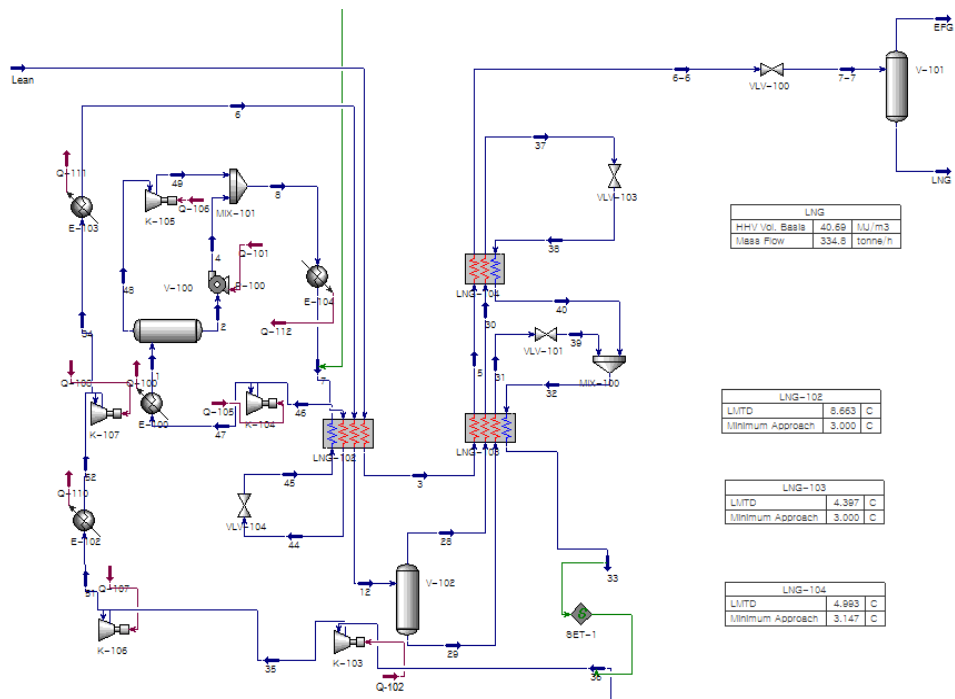 EFG
6-6
7-7
V-101
VLV-100
Lean
6
37
Q-111
49
8
VLV-103
LNG
K-105
Q-106
MIX-101
E-103
LNG
HHV Vol. Basis 40.69 MJ/m3
Mass Flow 334.8 tonne/h
4
Q-101
38
48
V-100
E-104
LNG-104
40
2
Q-112
30
54
VLV-101
39
5
31
MIX-100
1
7
32
Q-100
Q-105
46
LNG-102
LMTD 8.663 C
Minimum Approach 3.000 C
K-107
E-100
47
K-104
LNG-102
3
52
45
LNG-103
LMTD 4.397 C
Minimum Approach 3.000 C
Q-110
VLV-104
E-102
44
28
33
Q-107
12
V-102
LNG-104
LMTD 4.993 C
Minimum Approach 3.147 C
S
SET-1
K-106
K-103
29
35
Q-102